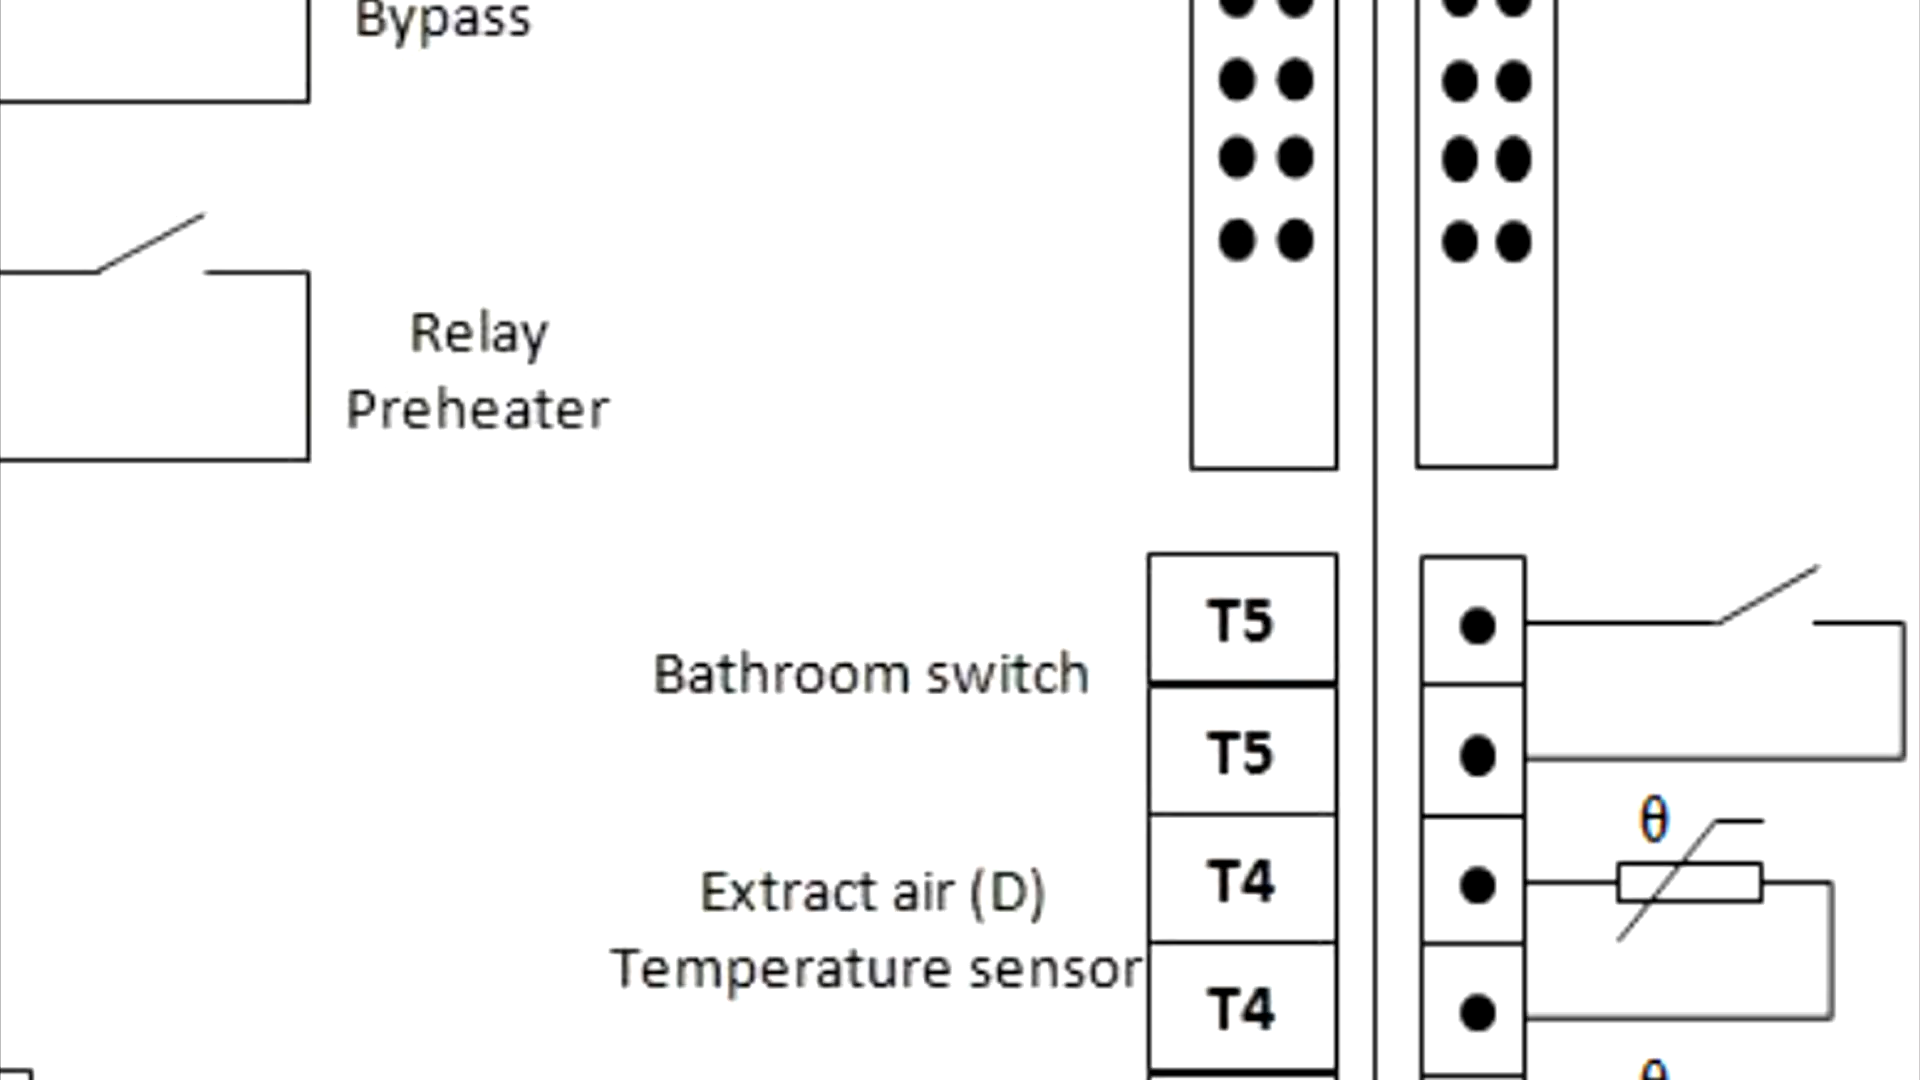 Bypass
Relay
Preheater
Bathroom switch
T5
T5
θ
Extract air (D)
Temperature sensor
T4
T4
θ